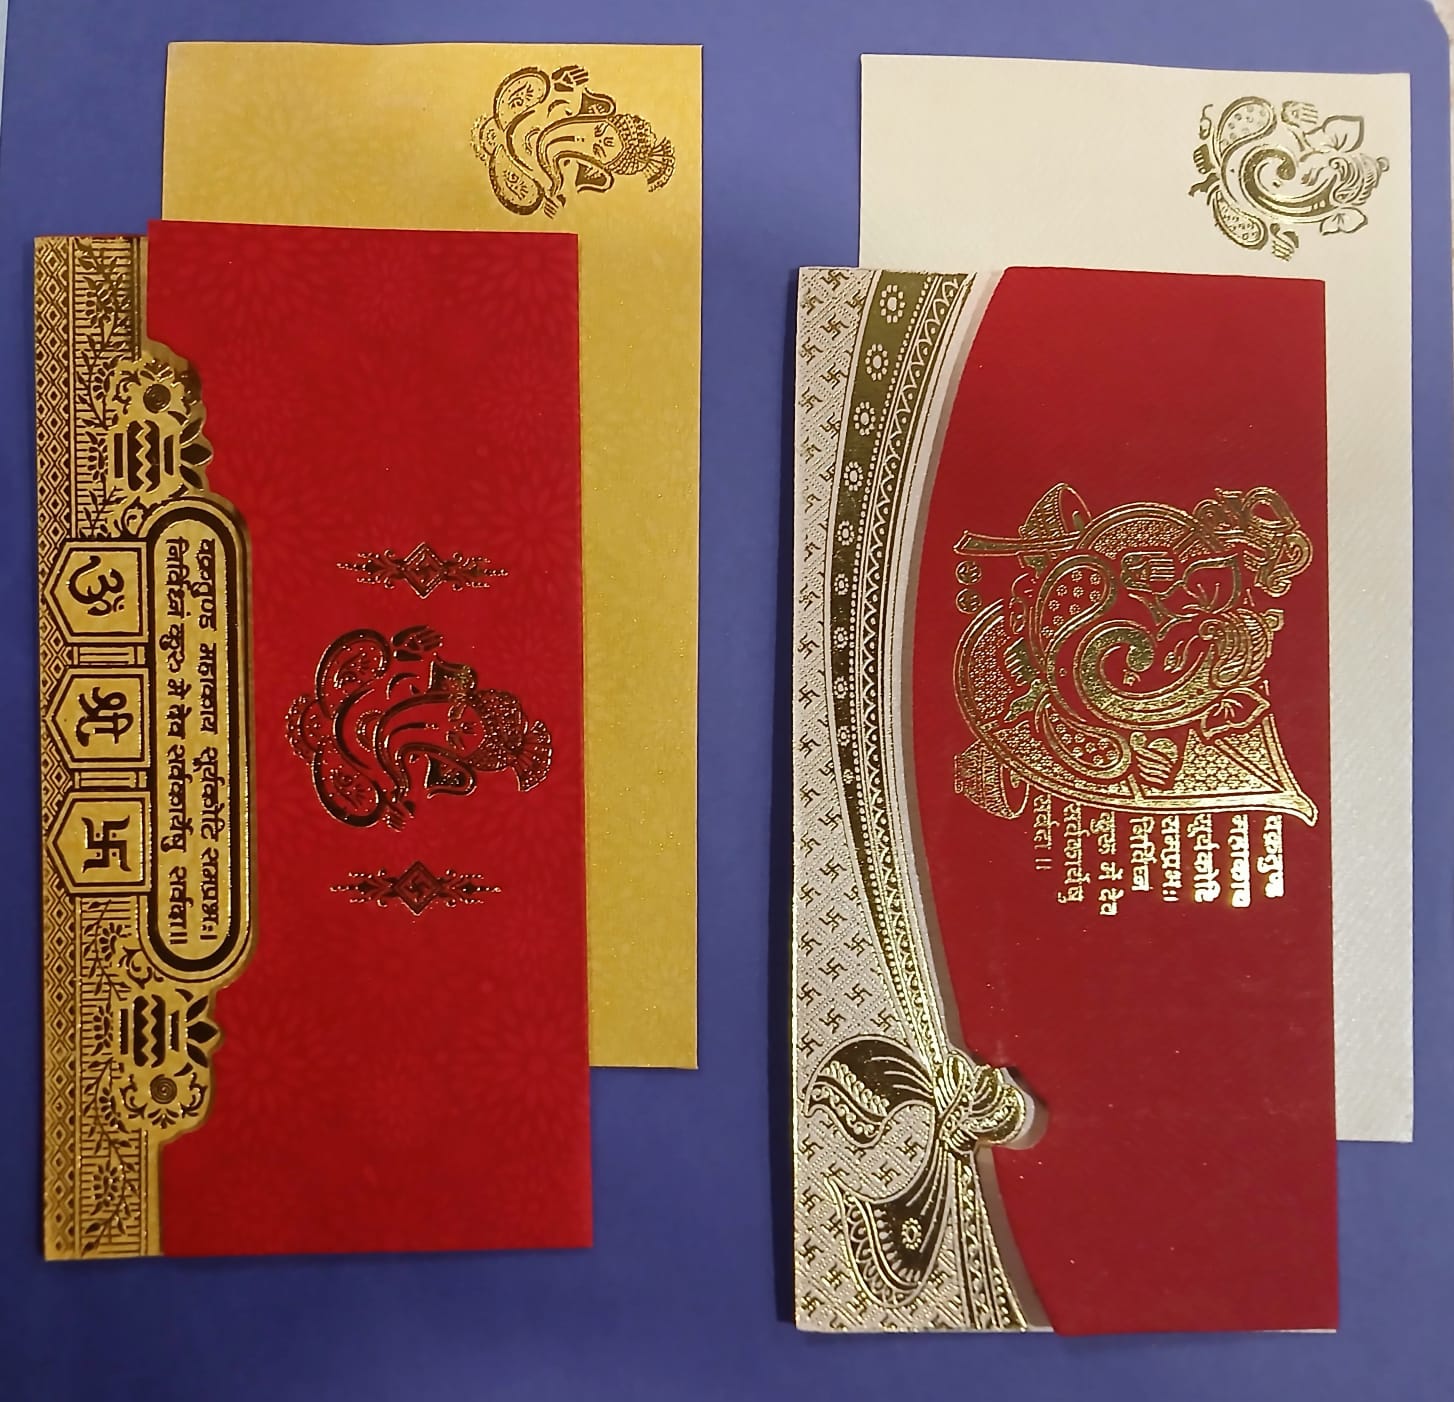 ॐ
श्री
वक्रतुण्ड महाकाय सूर्यकोटि समप्रभः।
निर्विघ्नं कुरु मे देव सर्वकार्येषु सर्वदा॥
वक्रतुण्ड
महाकाय
सूर्यकोटि
समप्रभः।
निर्विघ्नं
कुरु में देव
सर्वकार्येषु
सर्वदा॥